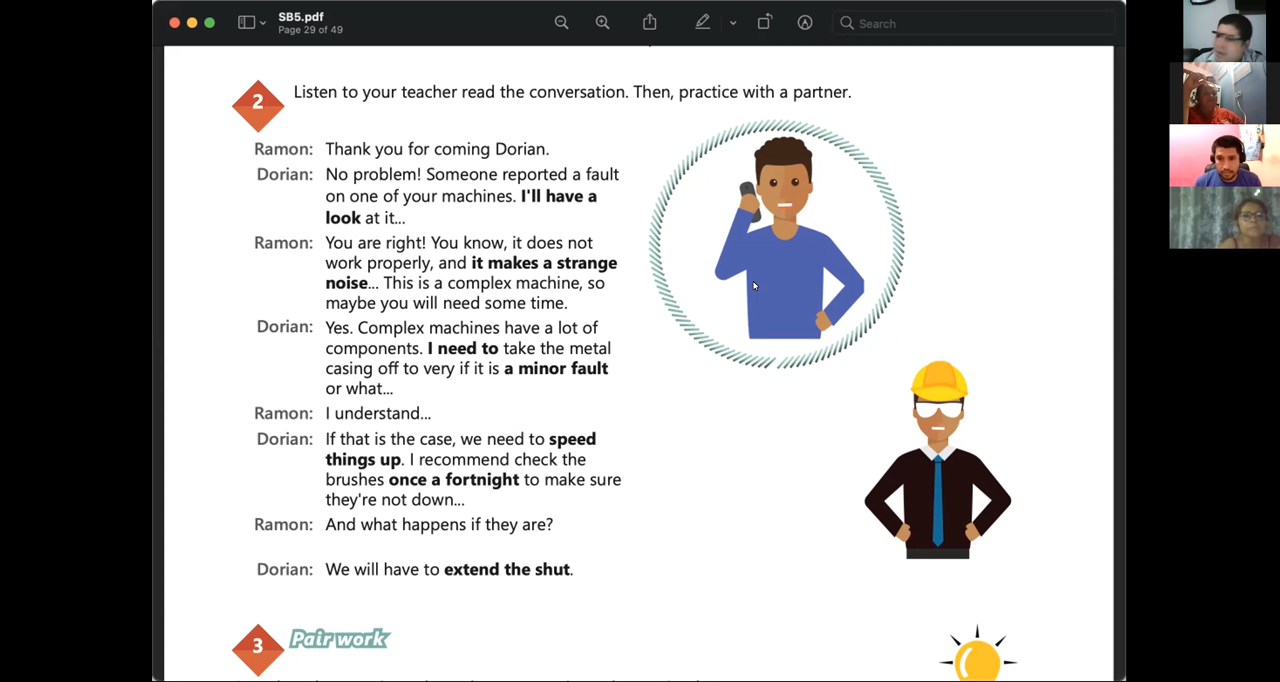 SB5.pdf
Page 29 of 49
Search
2
Listen to your teacher read the conversation. Then, practice with a partner.
Ramon: Thank you for coming Dorian.
Dorian: No problem! Someone reported a fault
on one of your machines. I'll have a
look at it...
Ramon: You are right! You know, it does not
work properly, and it makes a strange
noise... This is a complex machine, so
maybe you will need some time.
Dorian: Yes. Complex machines have a lot of
components. I need to take the metal
casing off to very if it is a minor fault
or what...
Ramon: I understand...
Dorian: If that is the case, we need to speed
things up. I recommend check the
brushes once a fortnight to make sure
they're not down...
Ramon: And what happens if they are?
Dorian: We will have to extend the shut.
3
Pair work